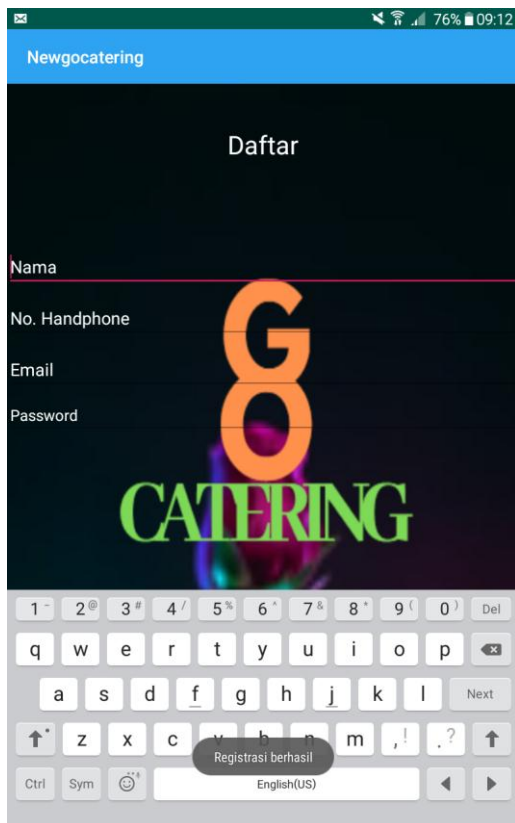 76% 09:12
Newgocatering
Daftar
Nama
No. Handphone
Email
Password
GO
CATERING
1 - 2 @ 3 # 4 / 5 % 6 ^ 7 & 8 * 9 ( 0 ) Del
q w e r t y u i o p
a s d f g h j k l Next
z x c v b n m , ! . ?
Registrasi berhasil
Ctrl Sym English(US)